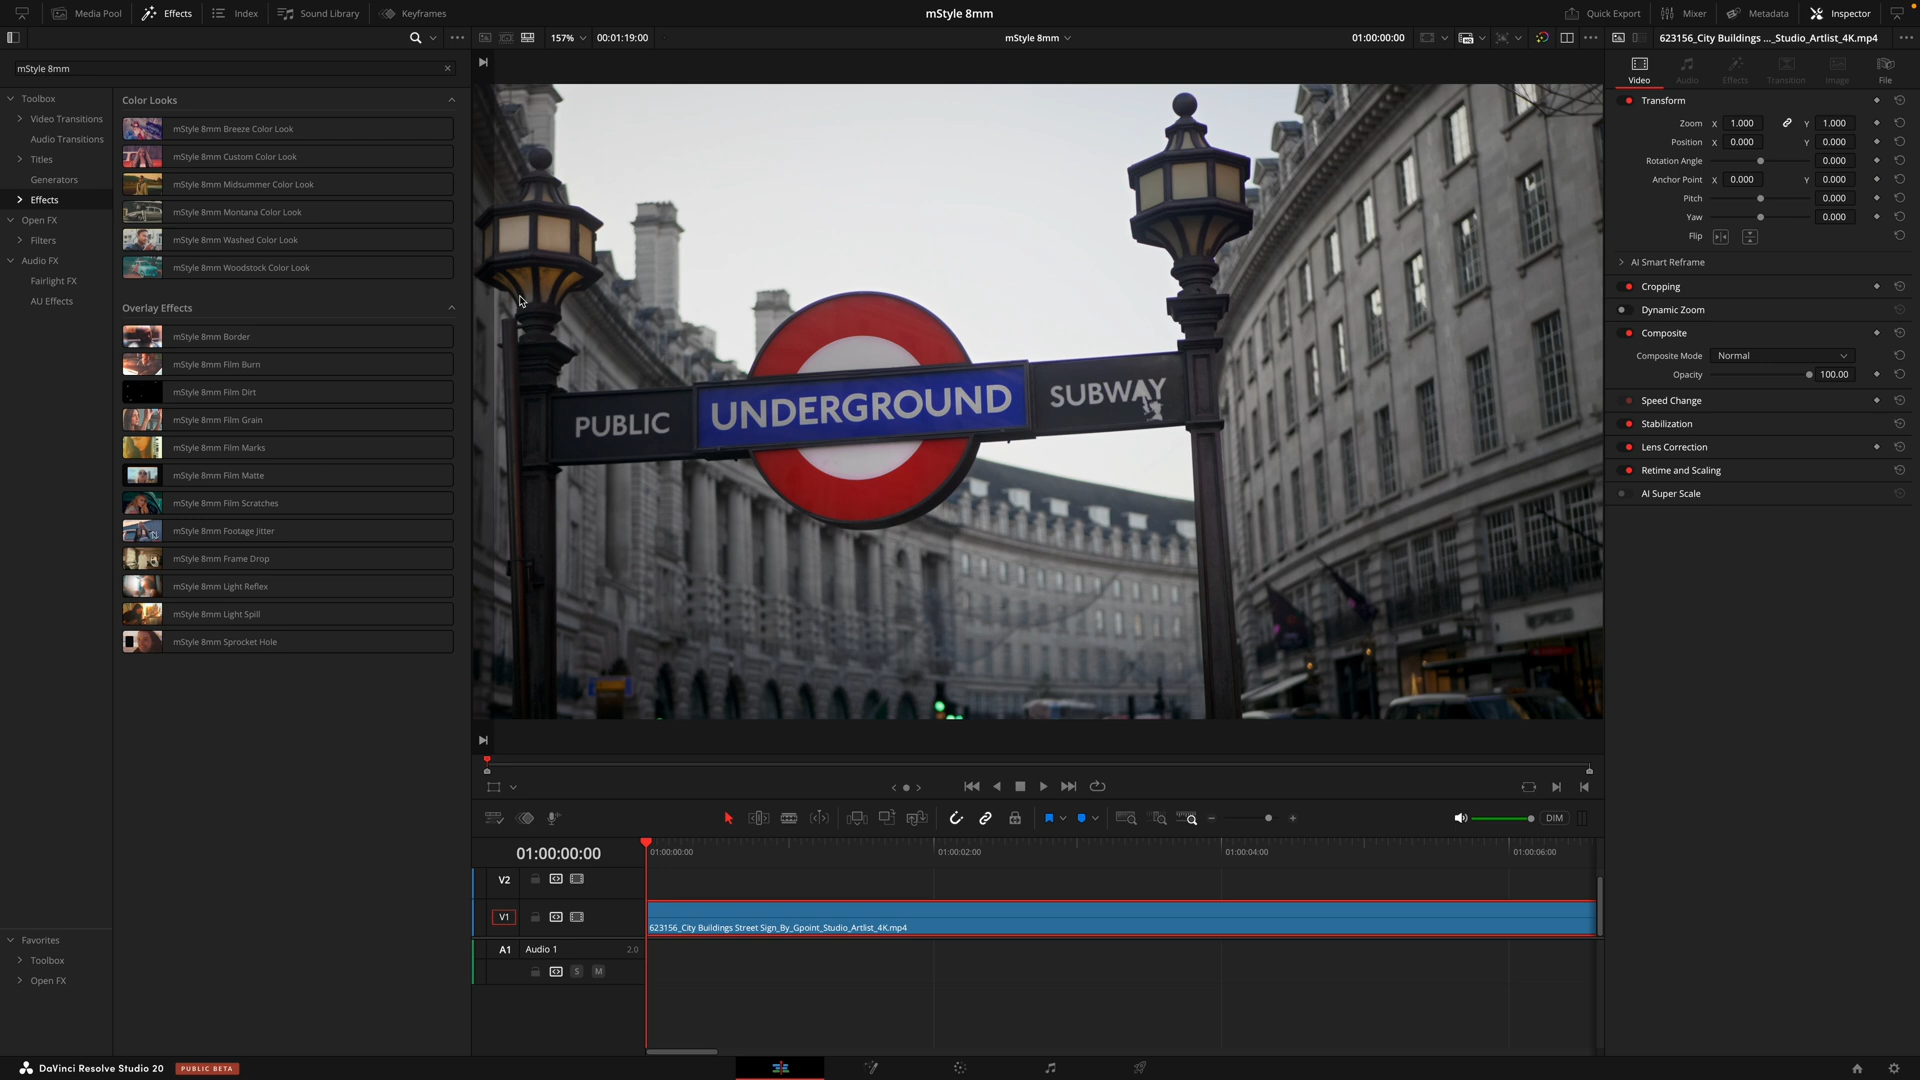 Media Pool
Effects
Index
Sound Library
Keyframes
mStyle 8mm
Quick Export
Mixer
Metadata
Inspector
157%
00:01:19:00
mStyle 8mm
01:00:00:00
623156_City Buildings ..._Studio_Artlist_4K.mp4
mStyle 8mm
Toolbox
Video Transitions
Audio Transitions
Titles
Generators
Effects
Open FX
Filters
Audio FX
Fairlight FX
AU Effects
Color Looks
mStyle 8mm Breeze Color Look
mStyle 8mm Custom Color Look
mStyle 8mm Midsummer Color Look
mStyle 8mm Montana Color Look
mStyle 8mm Washed Color Look
mStyle 8mm Woodstock Color Look
Overlay Effects
mStyle 8mm Border
mStyle 8mm Film Burn
mStyle 8mm Film Dirt
mStyle 8mm Film Grain
mStyle 8mm Film Marks
mStyle 8mm Film Matte
mStyle 8mm Film Scratches
mStyle 8mm Footage Jitter
mStyle 8mm Frame Drop
mStyle 8mm Light Reflex
mStyle 8mm Light Spill
mStyle 8mm Sprocket Hole
Favorites
Toolbox
Open FX
PUBLIC
UNDERGROUND
SUBWAY
Video
Audio
Effects
Transition
Image
File
Transform
Zoom X 1.000 Y 1.000
Position X 0.000 Y 0.000
Rotation Angle 0.000
Anchor Point X 0.000 Y 0.000
Pitch 0.000
Yaw 0.000
Flip
AI Smart Reframe
Cropping
Dynamic Zoom
Composite
Composite Mode Normal
Opacity 100.00
Speed Change
Stabilization
Lens Correction
Retime and Scaling
AI Super Scale
DIM
01:00:00:00
01:00:00:00
01:00:02:00
01:00:04:00
01:00:06:00
V2
V1
623156_City Buildings Street Sign_By_Gpoint_Studio_Artlist_4K.mp4
A1 Audio 1 2.0
S M
DaVinci Resolve Studio 20
PUBLIC BETA